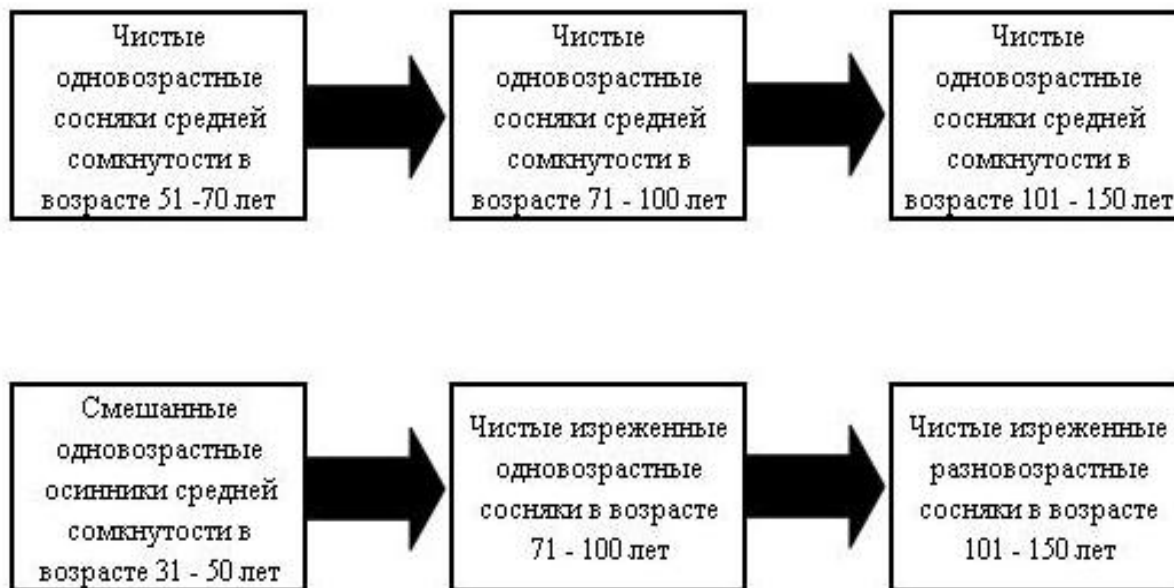 Чистые
одновозрастные
сосняки средней
сомкнутости в
возрасте 51 -70 лет
Чистые
одновозрастные
сосняки средней
сомкнутости в
возрасте 71 - 100 лет
Чистые
одновозрастные
сосняки средней
сомкнутости в
возрасте 101 - 150 лет
Смешанные
одновозрастные
осинники средней
сомкнутости в
возрасте 31 - 50 лет
Чистые изреженные
одновозрастные
сосняки в возрасте
71 - 100 лет
Чистые изреженные
разновозрастные
сосняки в возрасте
101 - 150 лет